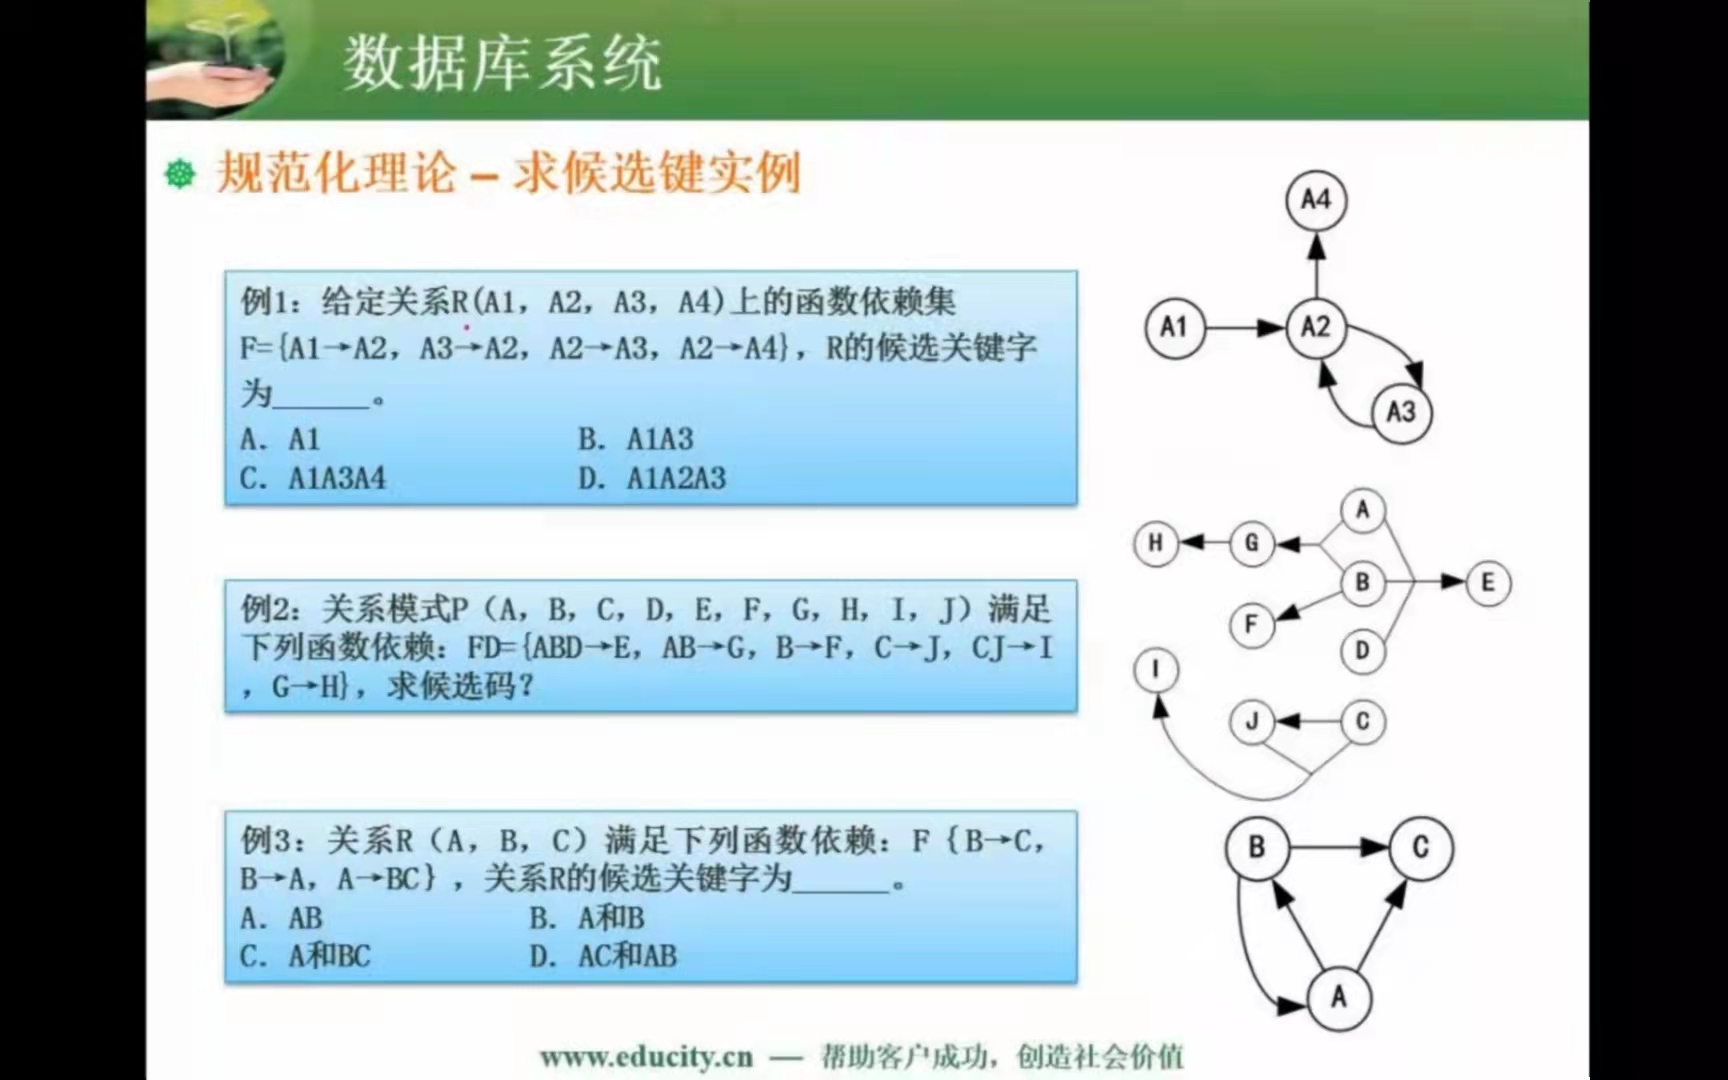 数据库系统
规范化理论 – 求候选键实例
例1：给定关系R(A1，A2，A3，A4)上的函数依赖集
F={A1→A2，A3→A2，A2→A3，A2→A4}，R的候选关键字
为______。
A. A1
B. A1A3
C. A1A3A4
D. A1A2A3
A4
A1
A2
A3
例2：关系模式P（A，B，C，D，E，F，G，H，I，J）满足
下列函数依赖：FD={ABD→E，AB→G，B→F，C→J，CJ→I
，G→H}，求候选码？
A
H
G
B
E
F
D
I
J
C
例3：关系R（A，B，C）满足下列函数依赖：F｛B→C，
B→A，A→BC｝，关系R的候选关键字为______。
A. AB
B. A和B
C. A和BC
D. AC和AB
B
C
A
www.educity.cn — 帮助客户成功，创造社会价值